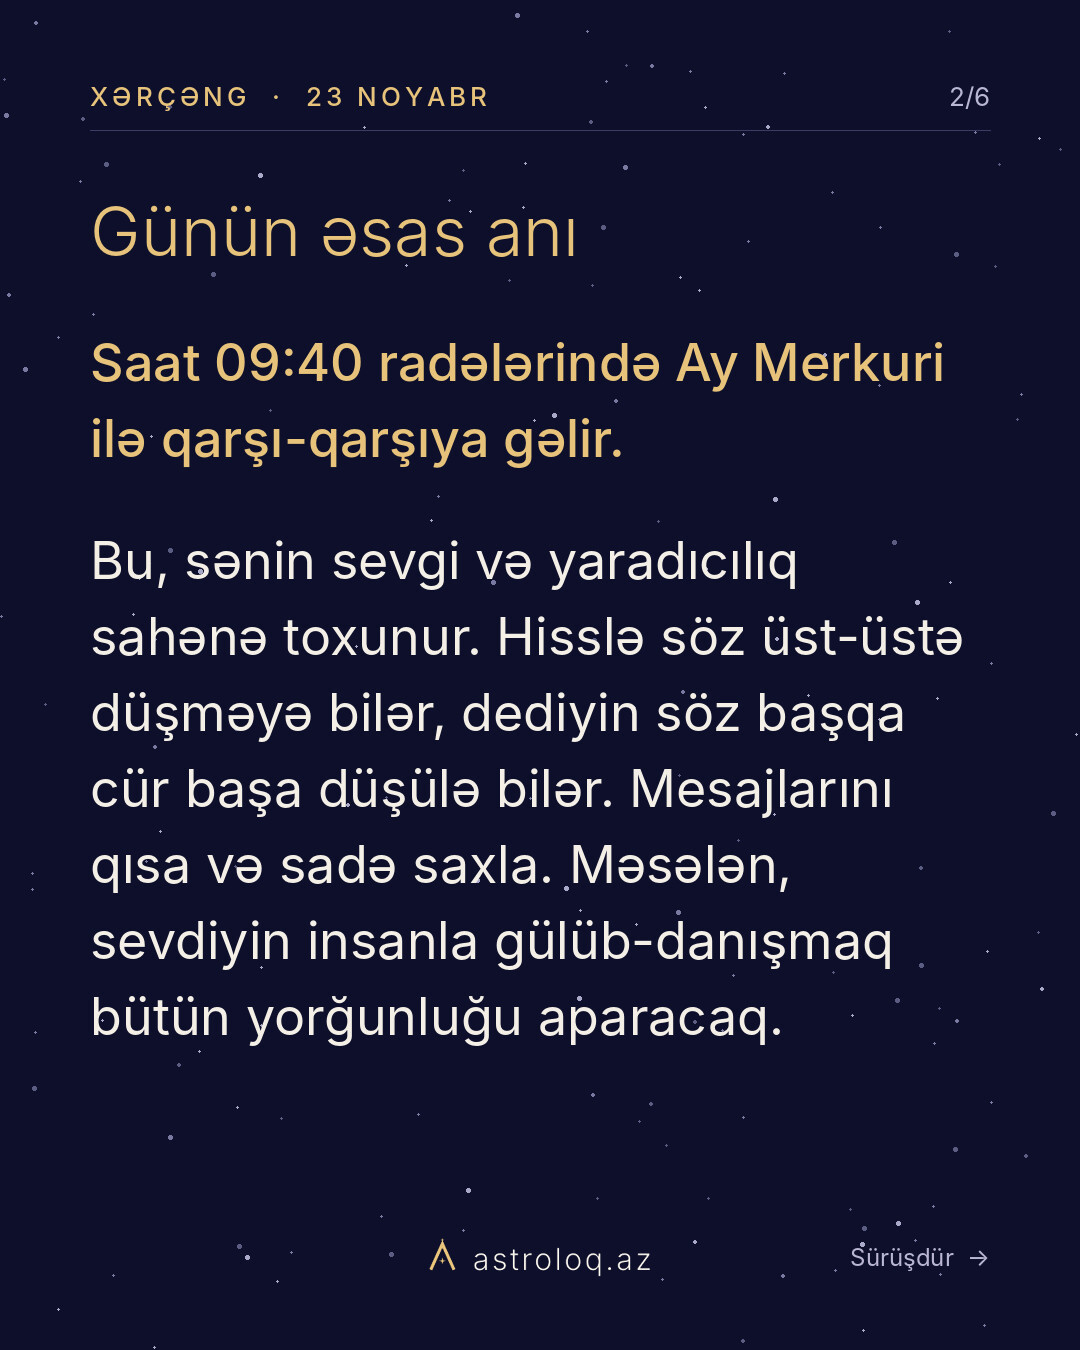 XƏRÇƏNG · 23 NOYABR
2/6
Günün əsas anı
Saat 09:40 radələrində Ay Merkuri
ilə qarşı-qarşıya gəlir.
Bu, sənin sevgi və yaradıcılıq
sahənə toxunur. Hisslə söz üst-üstə
düşməyə bilər, dediyin söz başqa
cür başa düşülə bilər. Mesajlarını
qısa və sadə saxla. Məsələn,
sevdiyin insanla gülüb-danışmaq
bütün yorğunluğu aparacaq.
astroloq.az
Sürüşdür →